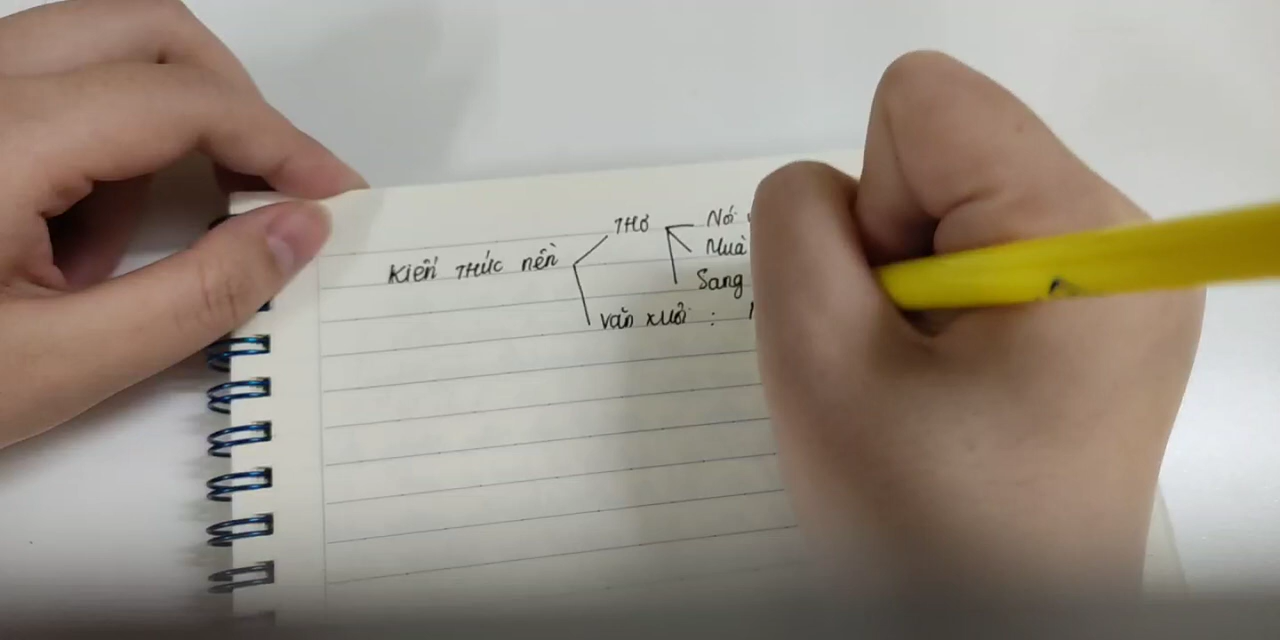 Thơ
Nói
Kiến thức nền
Mùa
Sang
Văn xuôi :